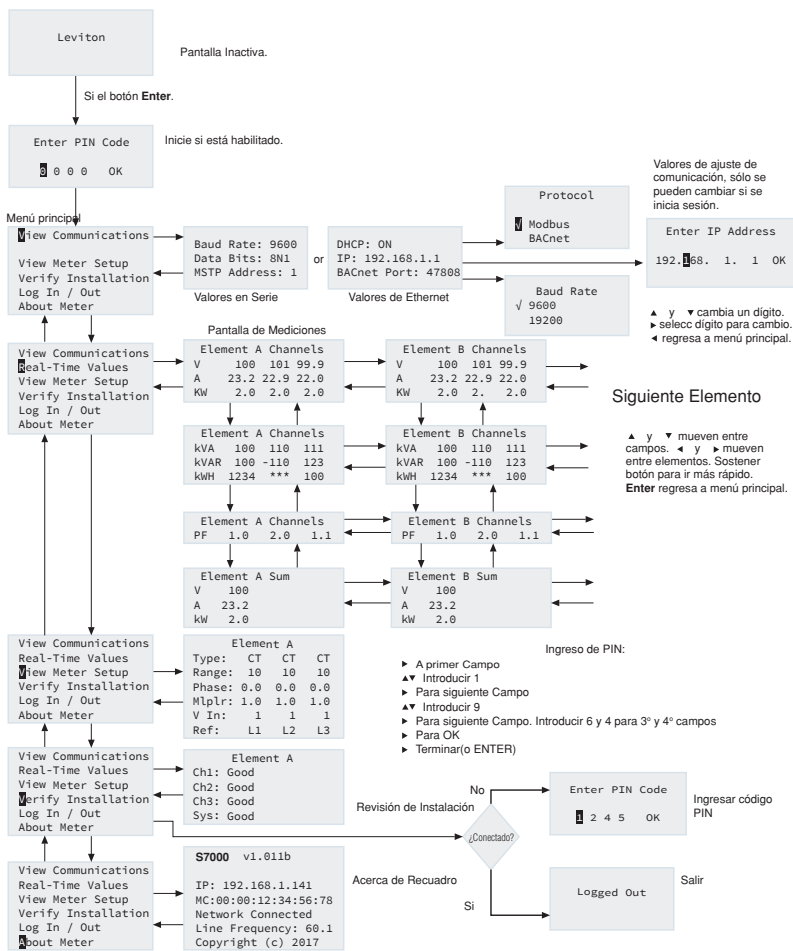 Leviton
Pantalla Inactiva.
Si el botón Enter.
Enter PIN Code
0 0 0 0 OK
Inicie si está habilitado.
Menú principal
View Communications
View Meter Setup
Verify Installation
Log In / Out
About Meter
Baud Rate: 9600
Data Bits: 8N1
MSTP Address: 1
Valores en Serie
or
DHCP: ON
IP: 192.168.1.1
BACnet Port: 47808
Valores de Ethernet
Protocol
√ Modbus
BACnet
Baud Rate
√ 9600
19200
Valores de ajuste de
comunicación, sólo se
pueden cambiar si se
inicia sesión.
Enter IP Address
192.168. 1. 1 OK
▲ y ▼ cambia un dígito.
▶ selecc dígito para cambio.
◀ regresa a menú principal.
View Communications
Real-Time Values
View Meter Setup
Verify Installation
Log In / Out
About Meter
Pantalla de Mediciones
Element A Channels
V 100 101 99.9
A 23.2 22.9 22.0
KW 2.0 2.0 2.0
Element B Channels
V 100 101 99.9
A 23.2 22.9 22.0
KW 2.0 2. 2.0
Siguiente Elemento
▲ y ▼ mueven entre
campos. ◀ y ▶ mueven
entre elementos. Sostener
botón para ir más rápido.
Enter regresa a menú principal.
Element A Channels
kVA 100 110 111
kVAR 100 -110 123
kWH 1234 *** 100
Element B Channels
kVA 100 110 111
kVAR 100 -110 123
kWH 1234 *** 100
Element A Channels
PF 1.0 2.0 1.1
Element B Channels
PF 1.0 2.0 1.1
Element A Sum
V 100
A 23.2
kW 2.0
Element B Sum
V 100
A 23.2
kW 2.0
View Communications
Real-Time Values
View Meter Setup
Verify Installation
Log In / Out
About Meter
Element A
Type: CT CT CT
Range: 10 10 10
Phase: 0.0 0.0 0.0
Mlplr: 1.0 1.0 1.0
V In: 1 1 1
Ref: L1 L2 L3
Ingreso de PIN:
▶ A primer Campo
▲▼ Introducir 1
▶ Para siguiente Campo
▲▼ Introducir 9
▶ Para siguiente Campo. Introducir 6 y 4 para 3º y 4º campos
▶ Para OK
▶ Terminar(o ENTER)
View Communications
Real-Time Values
View Meter Setup
Verify Installation
Log In / Out
About Meter
Element A
Ch1: Good
Ch2: Good
Ch3: Good
Sys: Good
Revisión de Instalación
¿Conectado?
No
Enter PIN Code
1 2 4 5 OK
Ingresar código
PIN
Si
Logged Out
Salir
View Communications
Real-Time Values
View Meter Setup
Verify Installation
Log In / Out
About Meter
S7000 v1.011b
IP: 192.168.1.141
MC:00:00:12:34:56:78
Network Connected
Line Frequency: 60.1
Copyright (c) 2017
Acerca de Recuadro